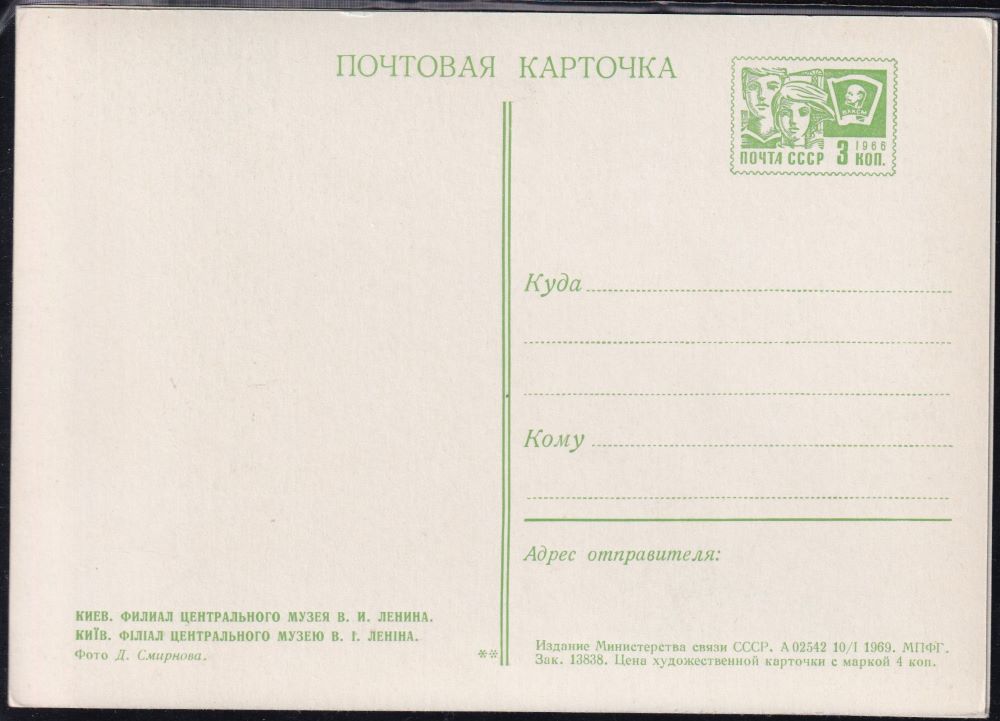 ПОЧТОВАЯ КАРТОЧКА
ВЛКСМ
1966
ПОЧТА СССР 3 КОП.
Куда
Кому
Адрес отправителя:
КИЕВ. ФИЛИАЛ ЦЕНТРАЛЬНОГО МУЗЕЯ В. И. ЛЕНИНА.
КИЇВ. ФІЛІАЛ ЦЕНТРАЛЬНОГО МУЗЕЮ В. І. ЛЕНІНА.
Фото Д. Смирнова.
**
Издание Министерства связи СССР. А 02542 10/I 1969. МПФГ.
Зак. 13838. Цена художественной карточки с маркой 4 коп.